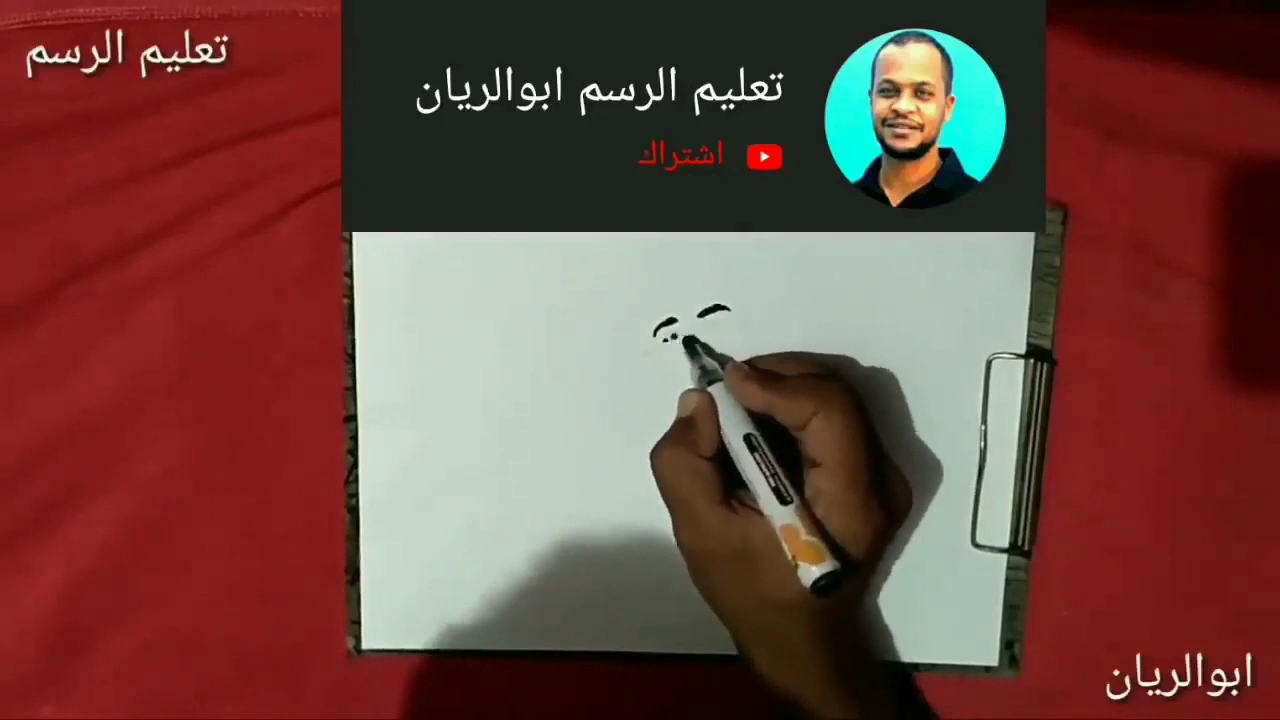 تعليم الرسم
تعليم الرسم ابوالريان
اشتراك
ابوالريان